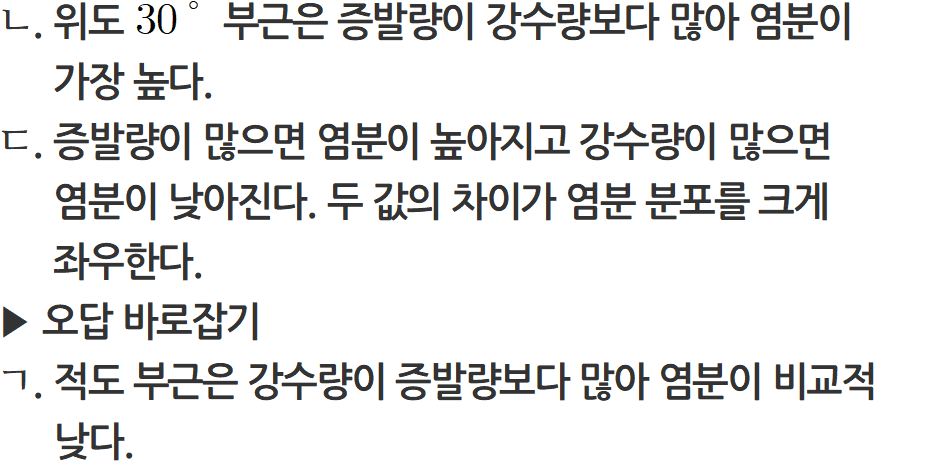 ㄴ. 위도 30° 부근은 증발량이 강수량보다 많아 염분이
가장 높다.
ㄷ. 증발량이 많으면 염분이 높아지고 강수량이 많으면
염분이 낮아진다. 두 값의 차이가 염분 분포를 크게
좌우한다.
▶ 오답 바로잡기
ㄱ. 적도 부근은 강수량이 증발량보다 많아 염분이 비교적
낮다.